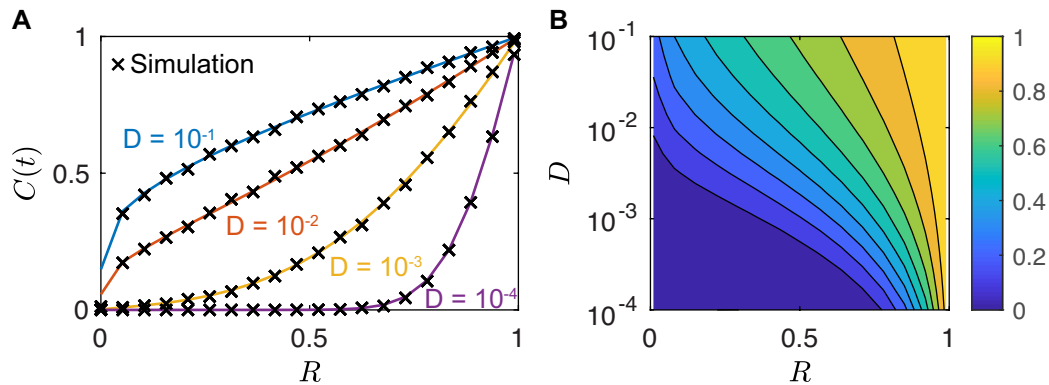 A
1
× Simulation
D = 10⁻¹
C(t)
0.5
D = 10⁻²
D = 10⁻³
D = 10⁻⁴
0
0
0.5
1
R
B
10⁻¹
10⁻²
D
10⁻³
10⁻⁴
0
0.5
1
R
1
0.8
0.6
0.4
0.2
0